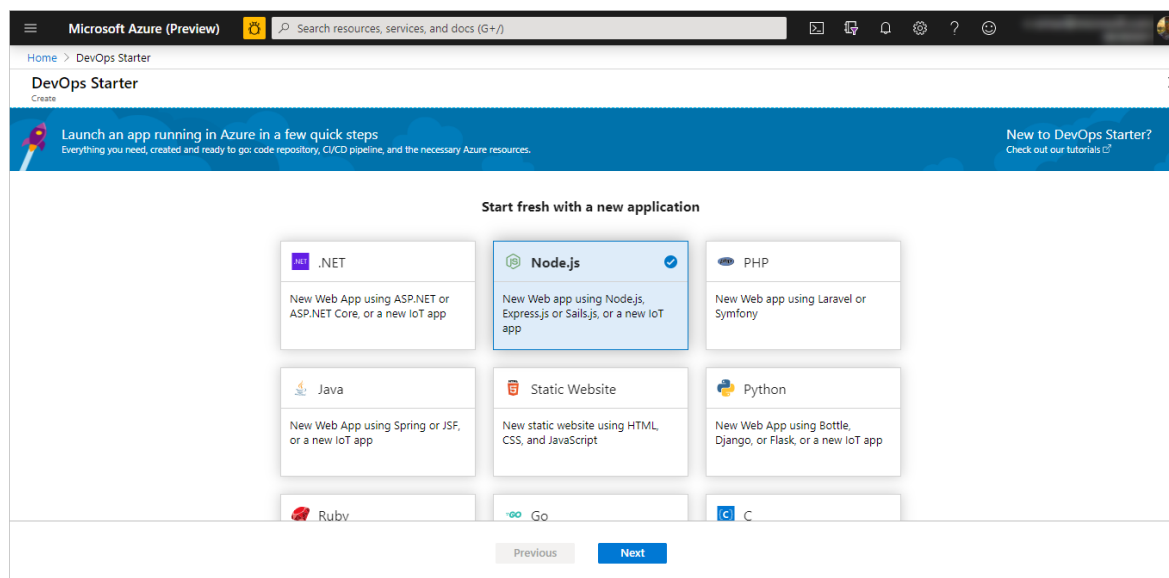 Microsoft Azure (Preview)
Search resources, services, and docs (G+/)
Home > DevOps Starter
DevOps Starter
Create
Launch an app running in Azure in a few quick steps
Everything you need, created and ready to go: code repository, CI/CD pipeline, and the necessary Azure resources.
New to DevOps Starter?
Check out our tutorials
Start fresh with a new application
.NET
.NET
New Web App using ASP.NET or
ASP.NET Core, or a new IoT app
Node.js
New Web app using Node.js,
Express.js or Sails.js, or a new IoT
app
PHP
New Web app using Laravel or
Symfony
Java
New Web App using Spring or JSF,
or a new IoT app
Static Website
New static website using HTML,
CSS, and JavaScript
Python
New Web App using Bottle,
Django, or Flask, or a new IoT app
Ruby
GO
Go
C
C
Previous
Next